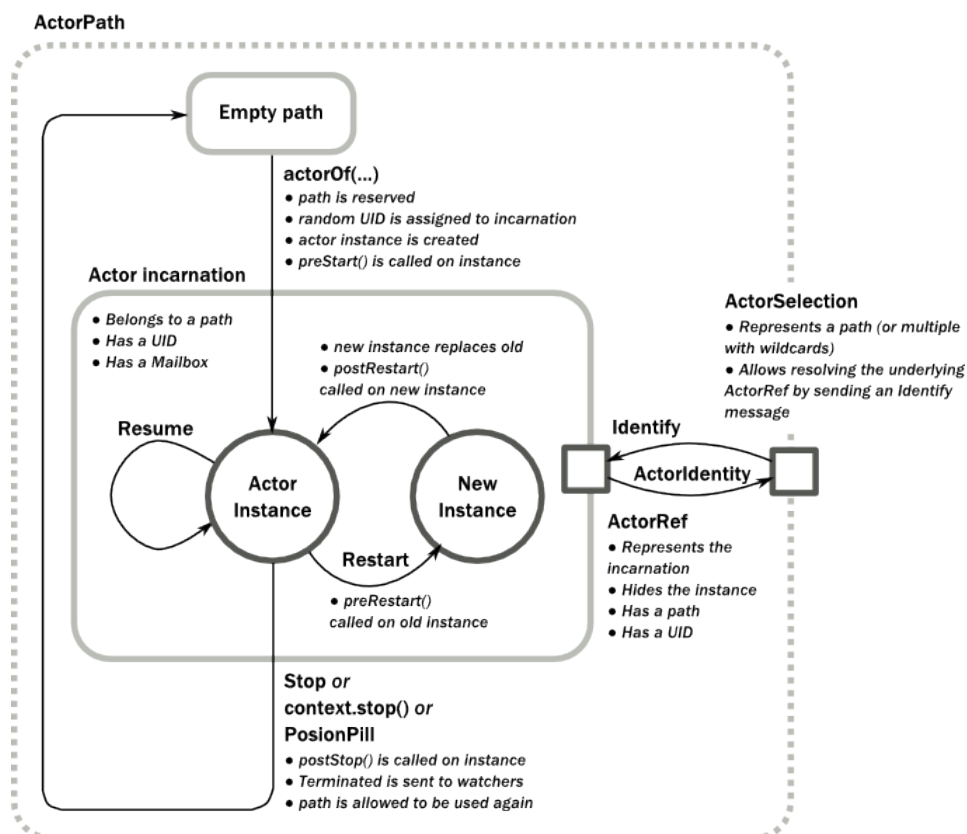 ActorPath
Empty path
actorOf(...)
● path is reserved
● random UID is assigned to incarnation
● actor instance is created
● preStart() is called on instance
Actor incarnation
● Belongs to a path
● Has a UID
● Has a Mailbox
● new instance replaces old
● postRestart()
called on new instance
Resume
Actor
Instance
New
Instance
Restart
● preRestart()
called on old instance
ActorSelection
● Represents a path (or multiple
with wildcards)
● Allows resolving the underlying
ActorRef by sending an Identify
message
Identify
ActorIdentity
ActorRef
● Represents the
incarnation
● Hides the instance
● Has a path
● Has a UID
Stop or
context.stop() or
PosionPill
● postStop() is called on instance
● Terminated is sent to watchers
● path is allowed to be used again